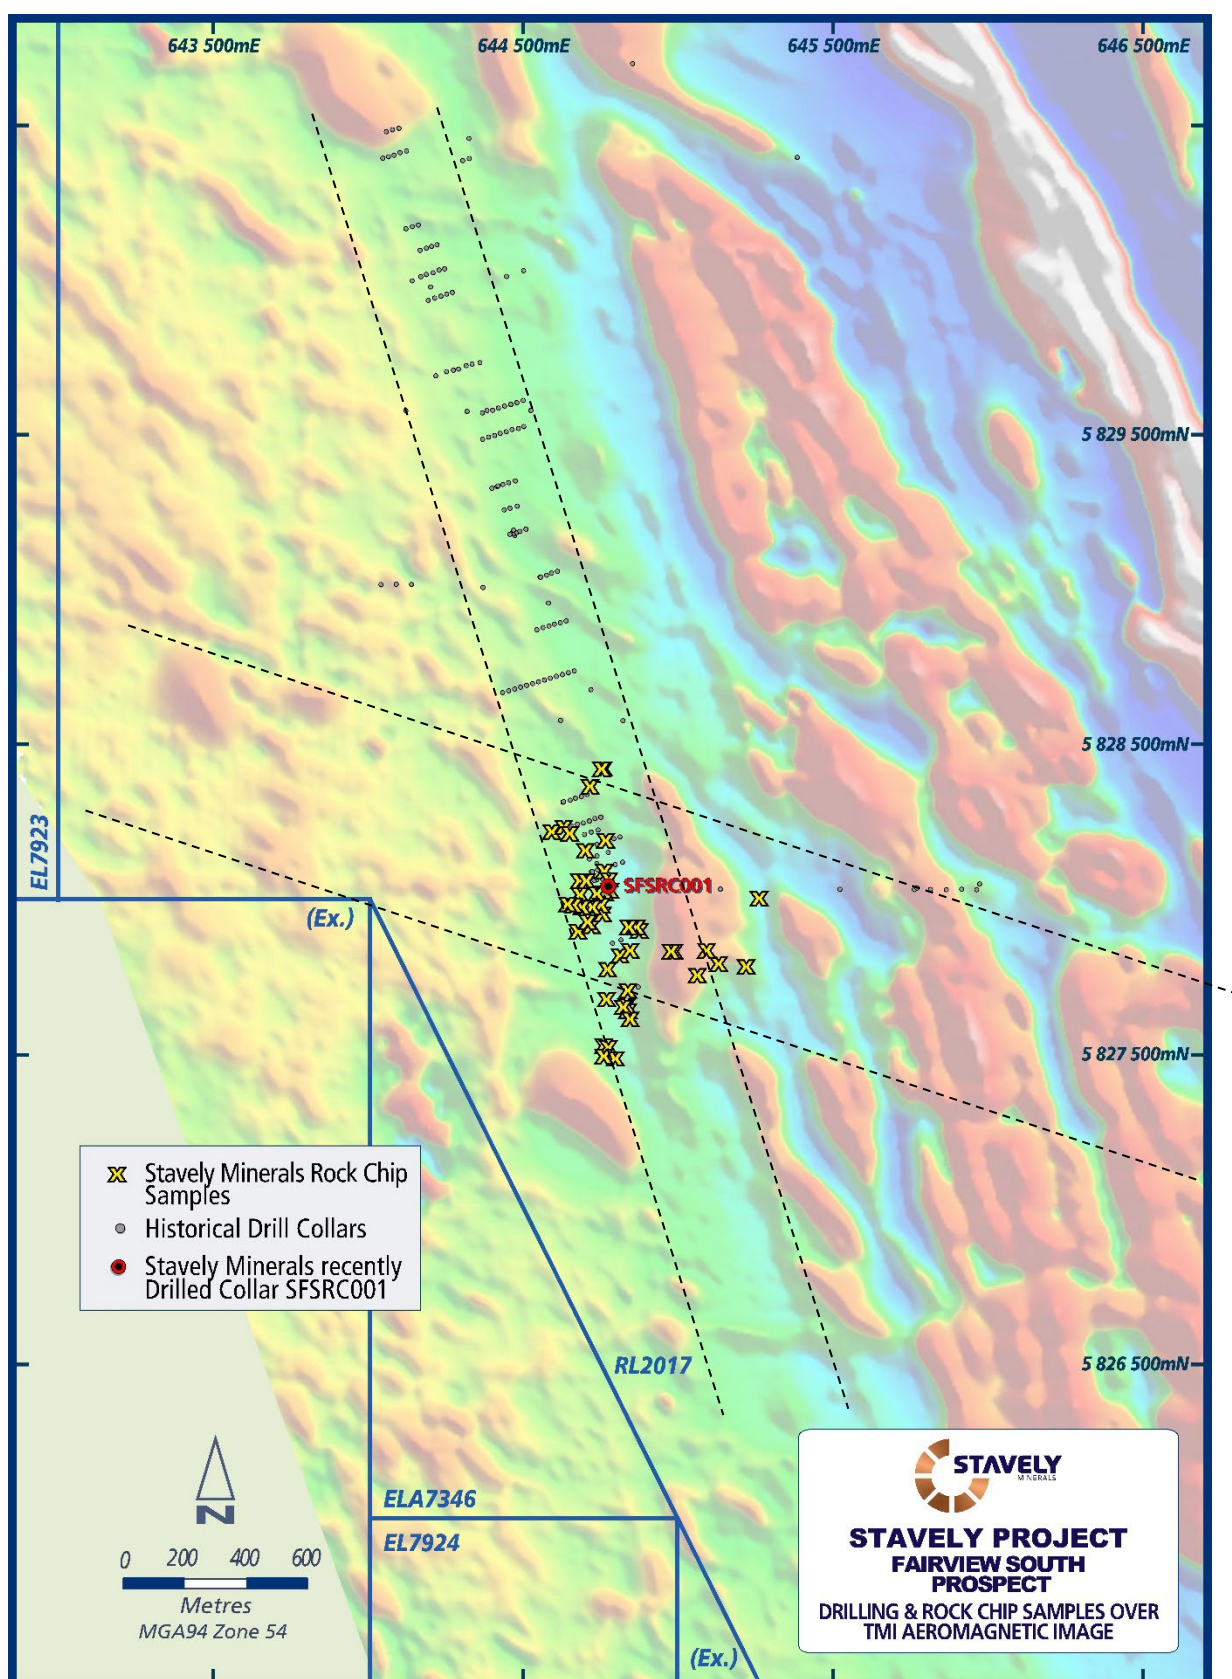 643 500mE
644 500mE
645 500mE
646 500mE
5 829 500mN
5 828 500mN
EL7923
SFSRC001
(Ex.)
5 827 500mN
Stavely Minerals Rock Chip
Samples
Historical Drill Collars
Stavely Minerals recently
Drilled Collar SFSRC001
RL2017
5 826 500mN
N
ELA7346
EL7924
0 200 400 600
Metres
MGA94 Zone 54
(Ex.)
STAVELY
MINERALS
STAVELY PROJECT
FAIRVIEW SOUTH
PROSPECT
DRILLING & ROCK CHIP SAMPLES OVER
TMI AEROMAGNETIC IMAGE